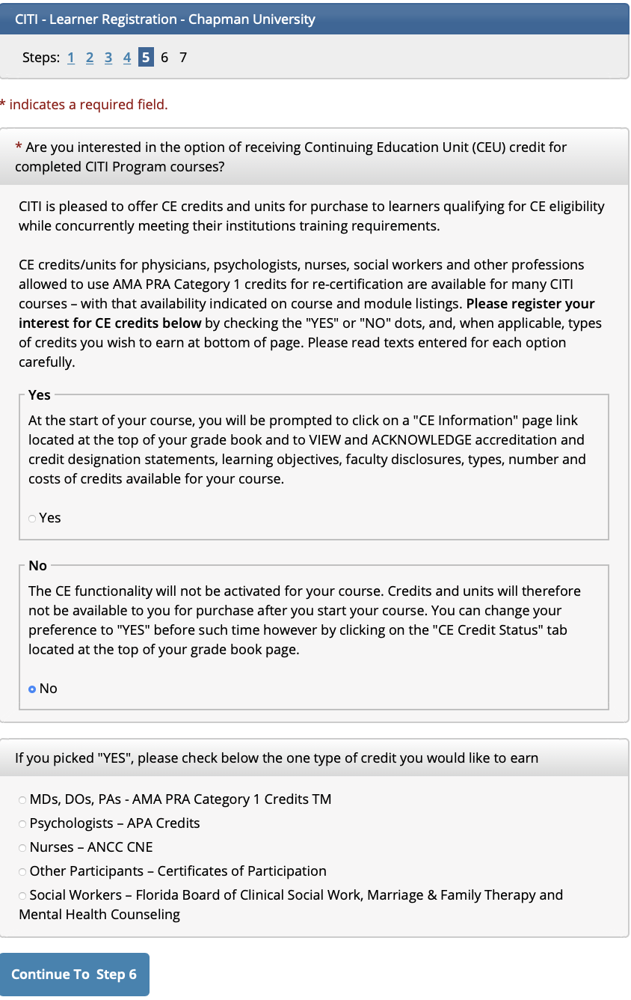 CITI - Learner Registration - Chapman University
Steps: 1 2 3 4 5 6 7
* indicates a required field.
* Are you interested in the option of receiving Continuing Education Unit (CEU) credit for
completed CITI Program courses?
CITI is pleased to offer CE credits and units for purchase to learners qualifying for CE eligibility
while concurrently meeting their institutions training requirements.
CE credits/units for physicians, psychologists, nurses, social workers and other professions
allowed to use AMA PRA Category 1 credits for re-certification are available for many CITI
courses – with that availability indicated on course and module listings. Please register your
interest for CE credits below by checking the "YES" or "NO" dots, and, when applicable, types
of credits you wish to earn at bottom of page. Please read texts entered for each option
carefully.
Yes
At the start of your course, you will be prompted to click on a "CE Information" page link
located at the top of your grade book and to VIEW and ACKNOWLEDGE accreditation and
credit designation statements, learning objectives, faculty disclosures, types, number and
costs of credits available for your course.
Yes
No
The CE functionality will not be activated for your course. Credits and units will therefore
not be available to you for purchase after you start your course. You can change your
preference to "YES" before such time however by clicking on the "CE Credit Status" tab
located at the top of your grade book page.
No
If you picked "YES", please check below the one type of credit you would like to earn
MDs, DOs, PAs - AMA PRA Category 1 Credits TM
Psychologists – APA Credits
Nurses – ANCC CNE
Other Participants – Certificates of Participation
Social Workers – Florida Board of Clinical Social Work, Marriage & Family Therapy and
Mental Health Counseling
Continue To Step 6